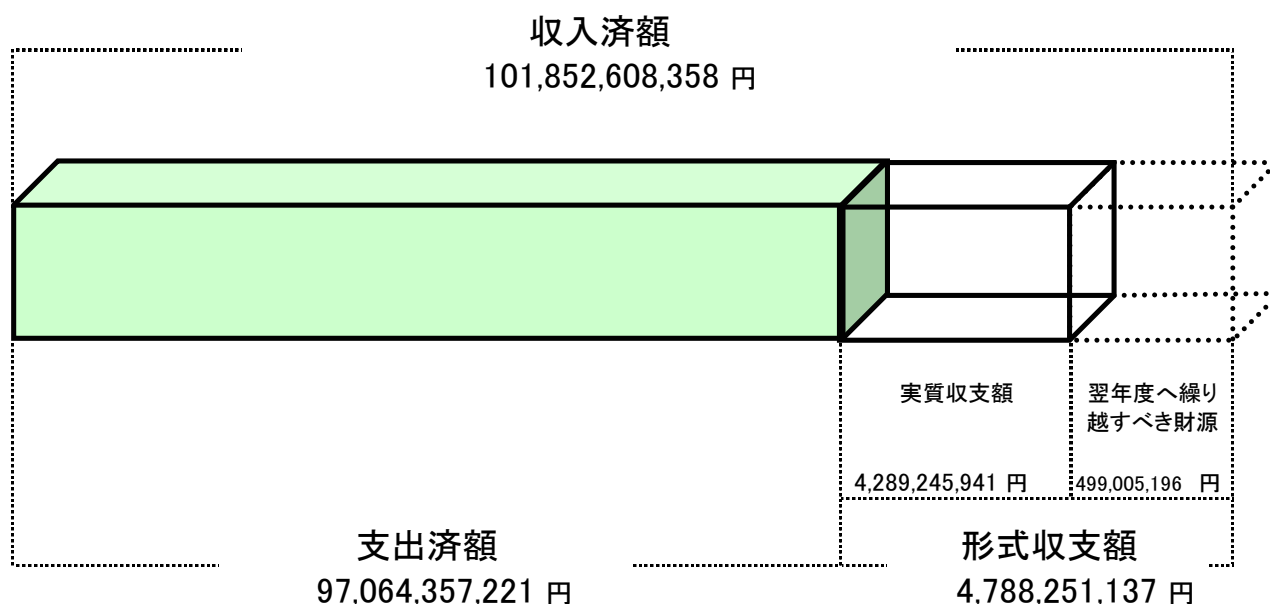 収入済額
101,852,608,358 円
実質収支額
翌年度へ繰り
越すべき財源
4,289,245,941 円
499,005,196 円
支出済額
97,064,357,221 円
形式収支額
4,788,251,137 円